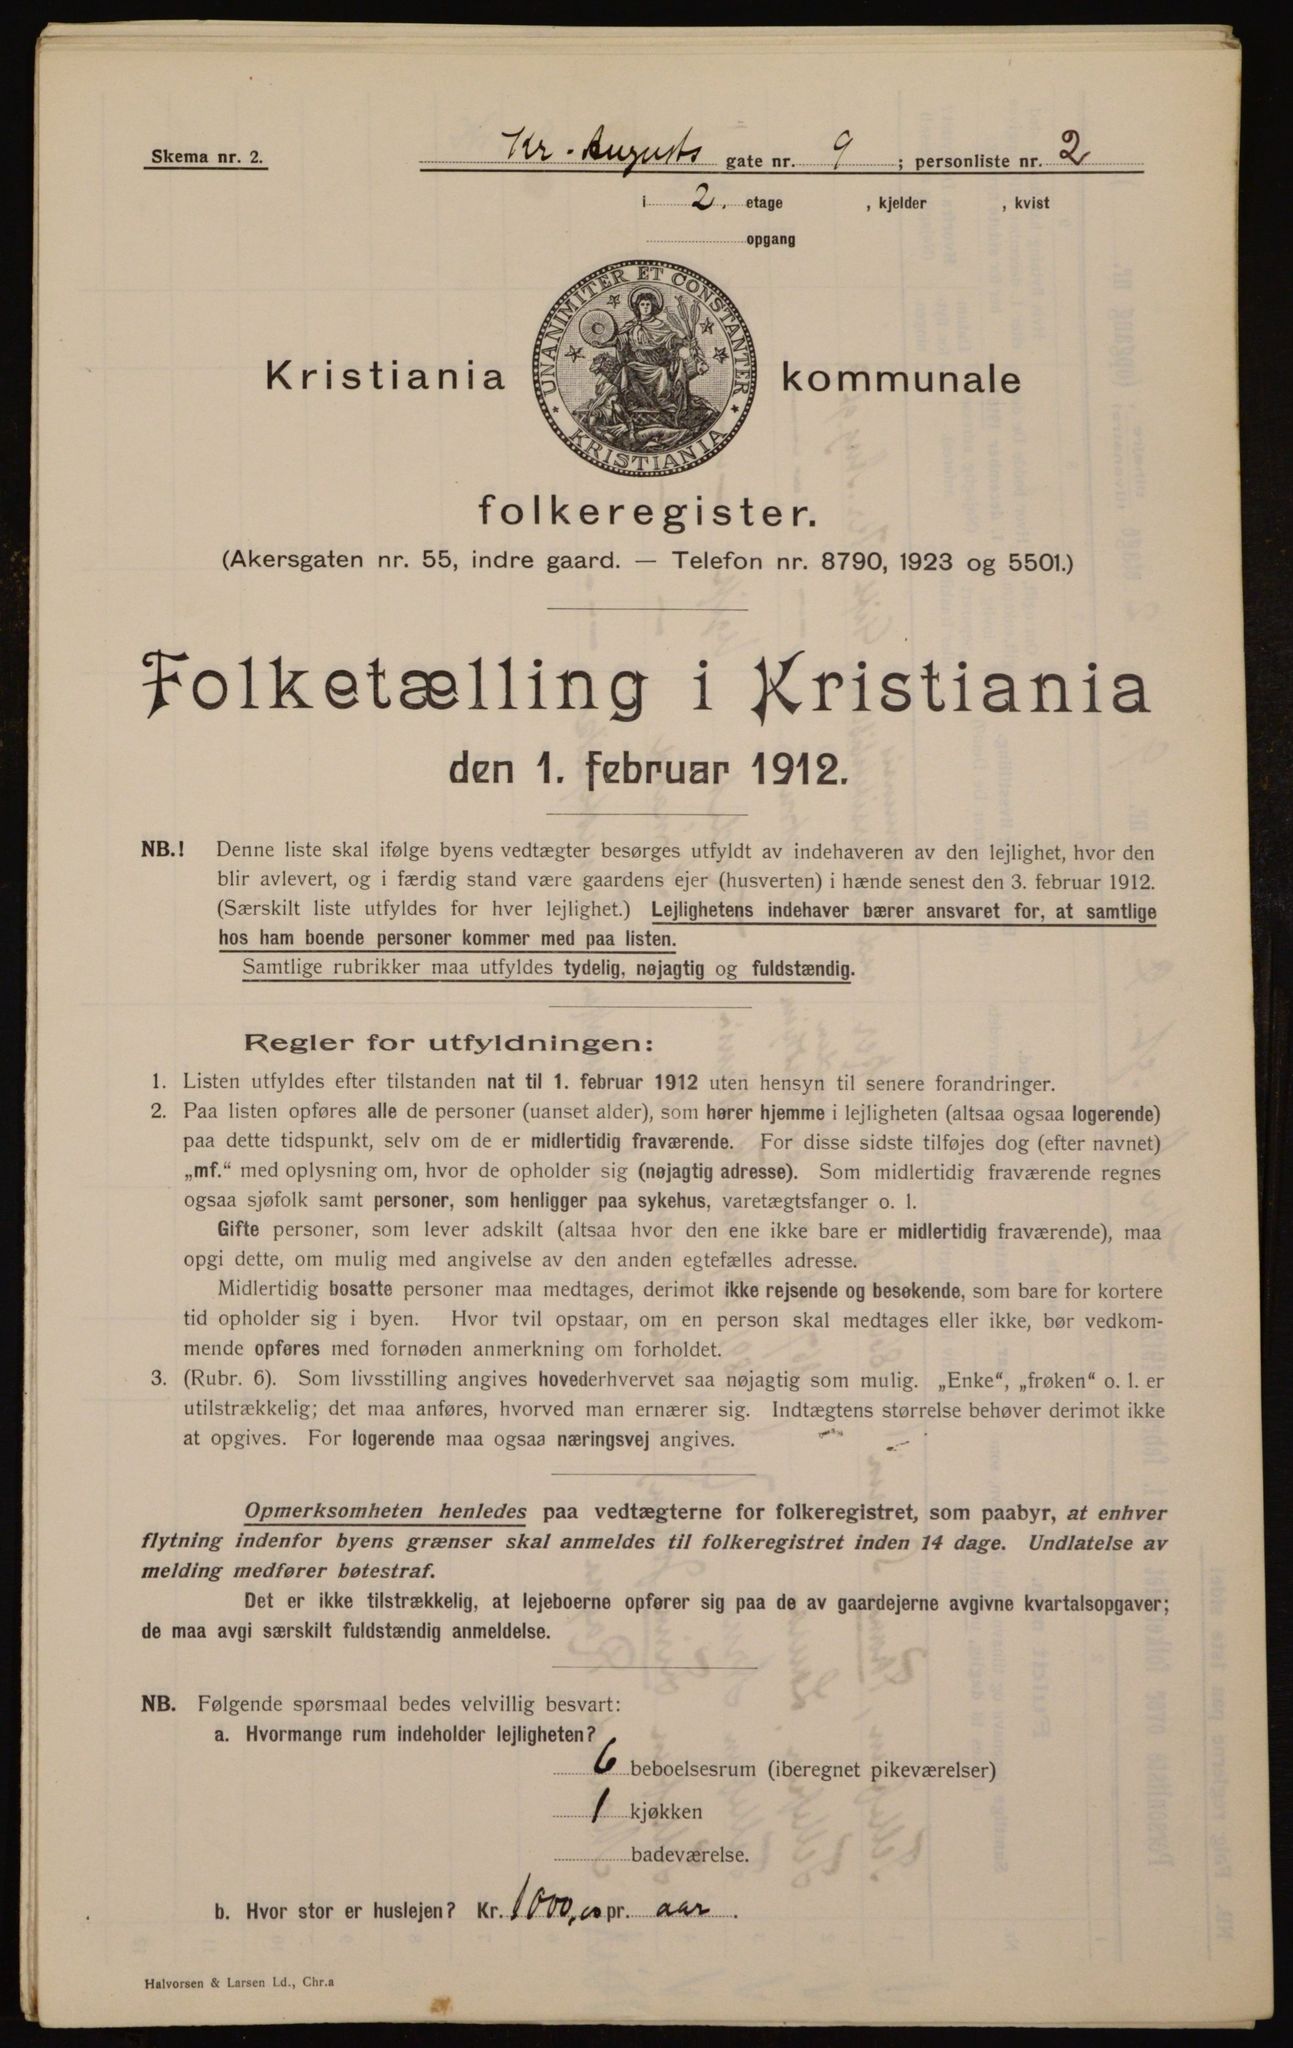 Skema nr. 2.
Kr. Augusts gate nr. 9 ; personliste nr. 2
i 2. etage , kjelder , kvist
opgang
UNANIMITER ET CONSTANTER
KRISTIANIA
Kristiania kommunale
folkeregister.
(Akersgaten nr. 55, indre gaard. — Telefon nr. 8790, 1923 og 5501.)
Folketælling i Kristiania
den 1. februar 1912.
NB.! Denne liste skal ifølge byens vedtægter besørges utfyldt av indehaveren av den lejlighet, hvor den
blir avlevert, og i færdig stand være gaardens ejer (husverten) i hænde senest den 3. februar 1912.
(Særskilt liste utfyldes for hver lejlighet.) Lejlighetens indehaver bærer ansvaret for, at samtlige
hos ham boende personer kommer med paa listen.
Samtlige rubrikker maa utfyldes tydelig, nøjagtig og fuldstændig.
Regler for utfyldningen:
1. Listen utfyldes efter tilstanden nat til 1. februar 1912 uten hensyn til senere forandringer.
2. Paa listen opføres alle de personer (uanset alder), som hører hjemme i lejligheten (altsaa ogsaa logerende)
paa dette tidspunkt, selv om de er midlertidig fraværende. For disse sidste tilføjes dog (efter navnet)
„mf.“ med oplysning om, hvor de opholder sig (nøjagtig adresse). Som midlertidig fraværende regnes
ogsaa sjøfolk samt personer, som henligger paa sykehus, varetægtsfanger o. l.
Gifte personer, som lever adskilt (altsaa hvor den ene ikke bare er midlertidig fraværende), maa
opgi dette, om mulig med angivelse av den anden egtefælles adresse.
Midlertidig bosatte personer maa medtages, derimot ikke rejsende og besøkende, som bare for kortere
tid opholder sig i byen. Hvor tvil opstaar, om en person skal medtages eller ikke, bør vedkom-
mende opføres med fornøden anmerkning om forholdet.
3. (Rubr. 6). Som livsstilling angives hovederhvervet saa nøjagtig som mulig. „Enke“, „frøken“ o. l. er
utilstrækkelig; det maa anføres, hvorved man ernærer sig. Indtægtens størrelse behøver derimot ikke
at opgives. For logerende maa ogsaa næringsvej angives.
Opmerksomheten henledes paa vedtægterne for folkeregistret, som paabyr, at enhver
flytning indenfor byens grænser skal anmeldes til folkeregistret inden 14 dage. Undlatelse av
melding medfører bøtestraf.
Det er ikke tilstrækkelig, at lejeboerne opfører sig paa de av gaardejerne avgivne kvartalsopgaver;
de maa avgi særskilt fuldstændig anmeldelse.
NB. Følgende spørsmaal bedes velvillig besvart:
a. Hvormange rum indeholder lejligheten?
6 beboelsesrum (iberegnet pikeværelser)
1 kjøkken
badeværelse.
b. Hvor stor er huslejen? Kr. 1000,00 pr. aar.
Halvorsen & Larsen Ld., Chr.a